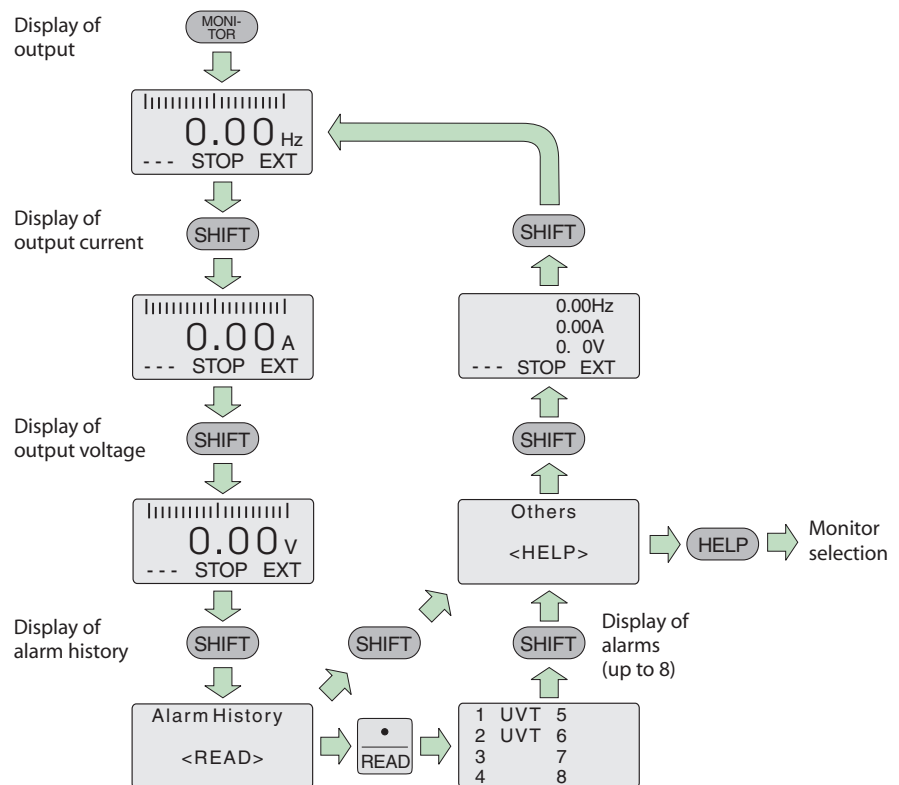 Display of
output
MONI-
TOR
0.00 Hz
- - - STOP EXT
Display of
output current
SHIFT
0.00 A
- - - STOP EXT
Display of
output voltage
SHIFT
0.00 V
- - - STOP EXT
Display of
alarm history
SHIFT
Alarm History
<READ>
READ
1 UVT 5
2 UVT 6
3 7
4 8
SHIFT
SHIFT
Display of
alarms
(up to 8)
Others
<HELP>
HELP
Monitor
selection
SHIFT
0.00Hz
0.00A
0. 0V
- - - STOP EXT
SHIFT